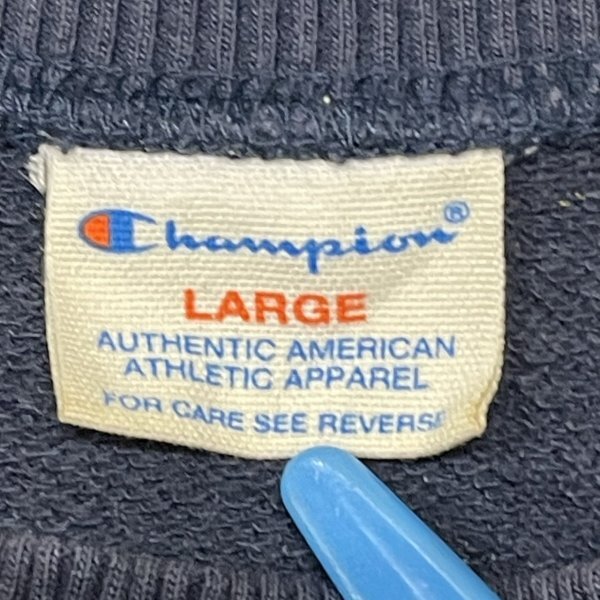 Champion®
LARGE
AUTHENTIC AMERICAN
ATHLETIC APPAREL
FOR CARE SEE REVERSE